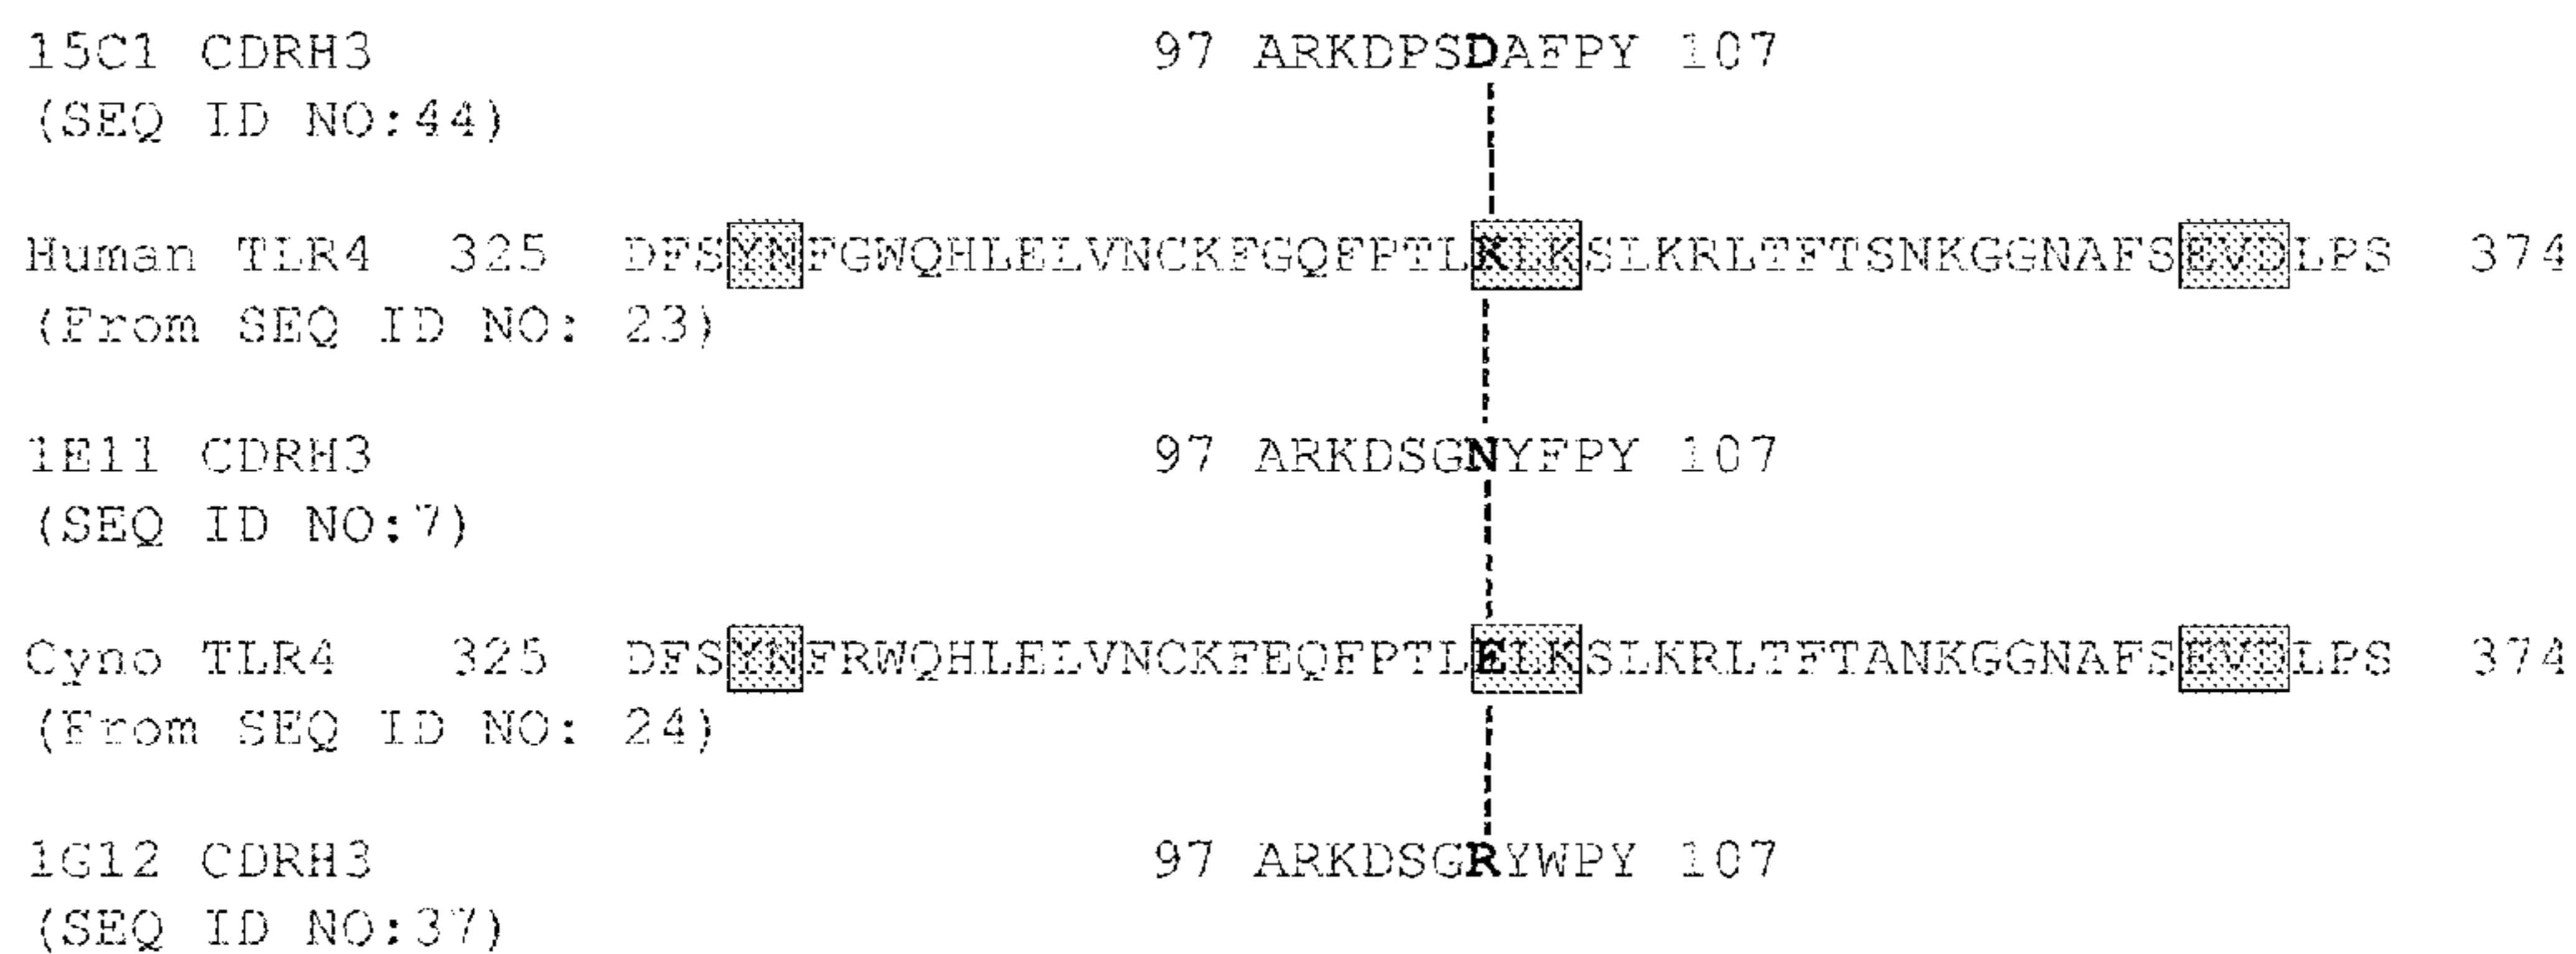 15C1 CDRH3 97 ARKDPSDAFPY 107
(SEQ ID NO:44)
Human TLR4 325 DFSYNFGWQHLELVNCKFGQFPTLKLKSLKRLTFTSNKGGNAFSEVDLPS 374
(From SEQ ID NO: 23)
1E11 CDRH3 97 ARKDSGNYFPY 107
(SEQ ID NO:7)
Cyno TLR4 325 DFSYNFRWQHLELVNCKFEQFPTLELKSLKRLTFTANKGGNAFSEVDLPS 374
(From SEQ ID NO: 24)
1G12 CDRH3 97 ARKDSGRYWPY 107
(SEQ ID NO:37)